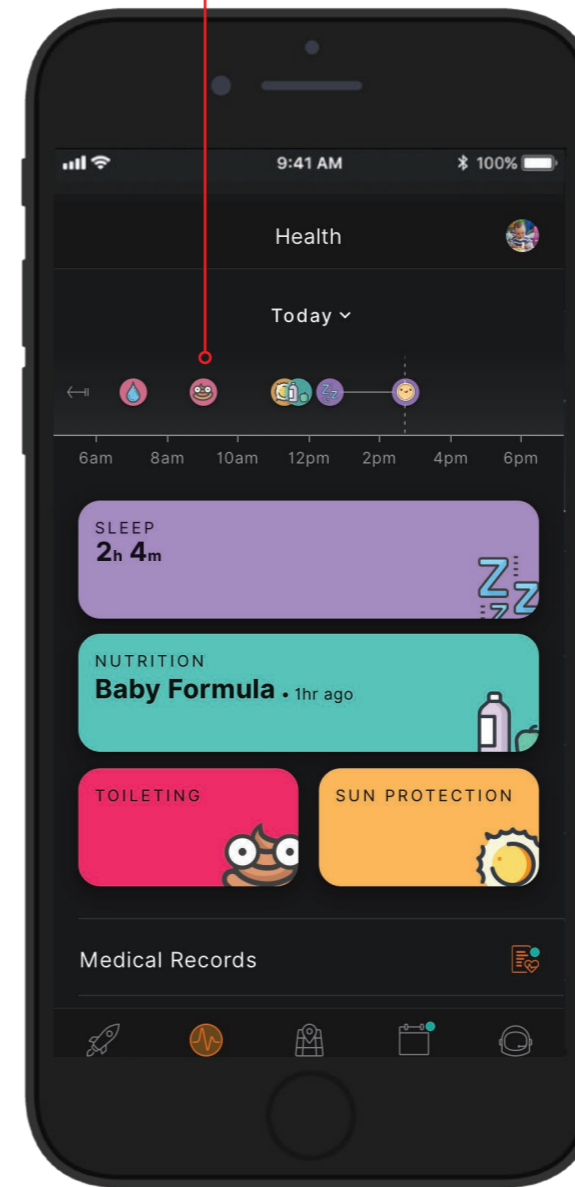 9:41 AM 100%
Health
Today
6am 8am 10am 12pm 2pm 4pm 6pm
SLEEP
2h 4m
NUTRITION
Baby Formula • 1hr ago
TOILETING SUN PROTECTION
Medical Records